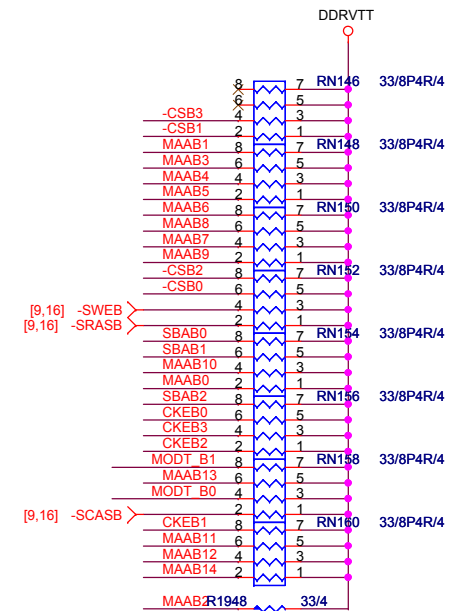 DDRVTT
8 7 RN146 33/8P4R/4
6 5
-CSB3 4 3
-CSB1 2 1
MAAB1 8 7 RN148 33/8P4R/4
MAAB3 6 5
MAAB4 4 3
MAAB5 2 1
MAAB6 8 7 RN150 33/8P4R/4
MAAB8 6 5
MAAB7 4 3
MAAB9 2 1
-CSB2 8 7 RN152 33/8P4R/4
-CSB0 6 5
[9,16] -SWEB 4 3
[9,16] -SRASB 2 1
SBAB0 8 7 RN154 33/8P4R/4
SBAB1 6 5
MAAB10 4 3
MAAB0 2 1
SBAB2 8 7 RN156 33/8P4R/4
CKEB0 6 5
CKEB3 4 3
CKEB2 2 1
MODT_B1 8 7 RN158 33/8P4R/4
MAAB13 6 5
MODT_B0 4 3
[9,16] -SCASB 2 1
CKEB1 8 7 RN160 33/8P4R/4
MAAB11 6 5
MAAB12 4 3
MAAB14 2 1
MAAB2 R1948 33/4